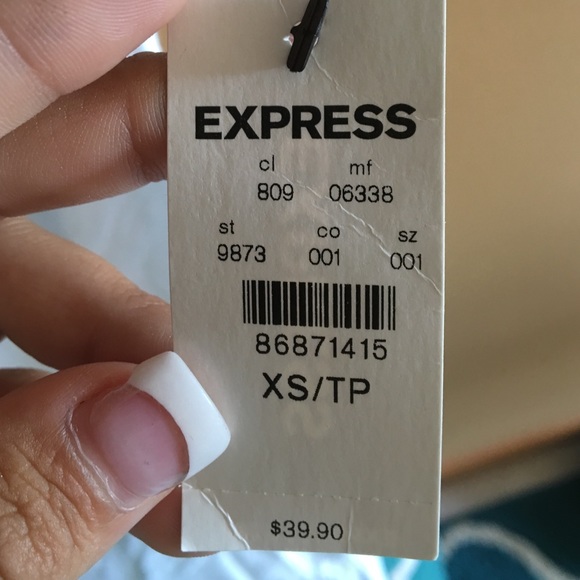 EXPRESS
cl mf
809 06338
st co sz
9873 001 001
86871415
XS/TP
$39.90